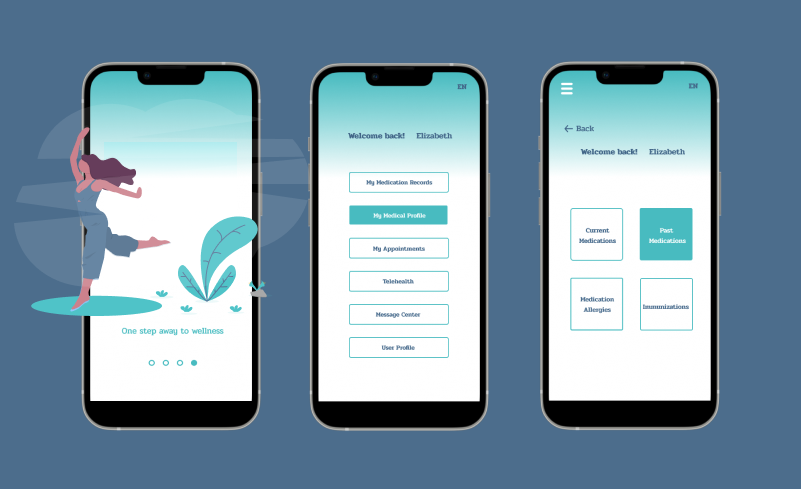 One step away to wellness
EN
Welcome back! Elizabeth
My Medication Records
My Medical Profile
My Appointments
Telehealth
Message Center
User Profile
EN
Back
Welcome back! Elizabeth
Current
Medications
Past
Medications
Medication
Allergies
Immunizations